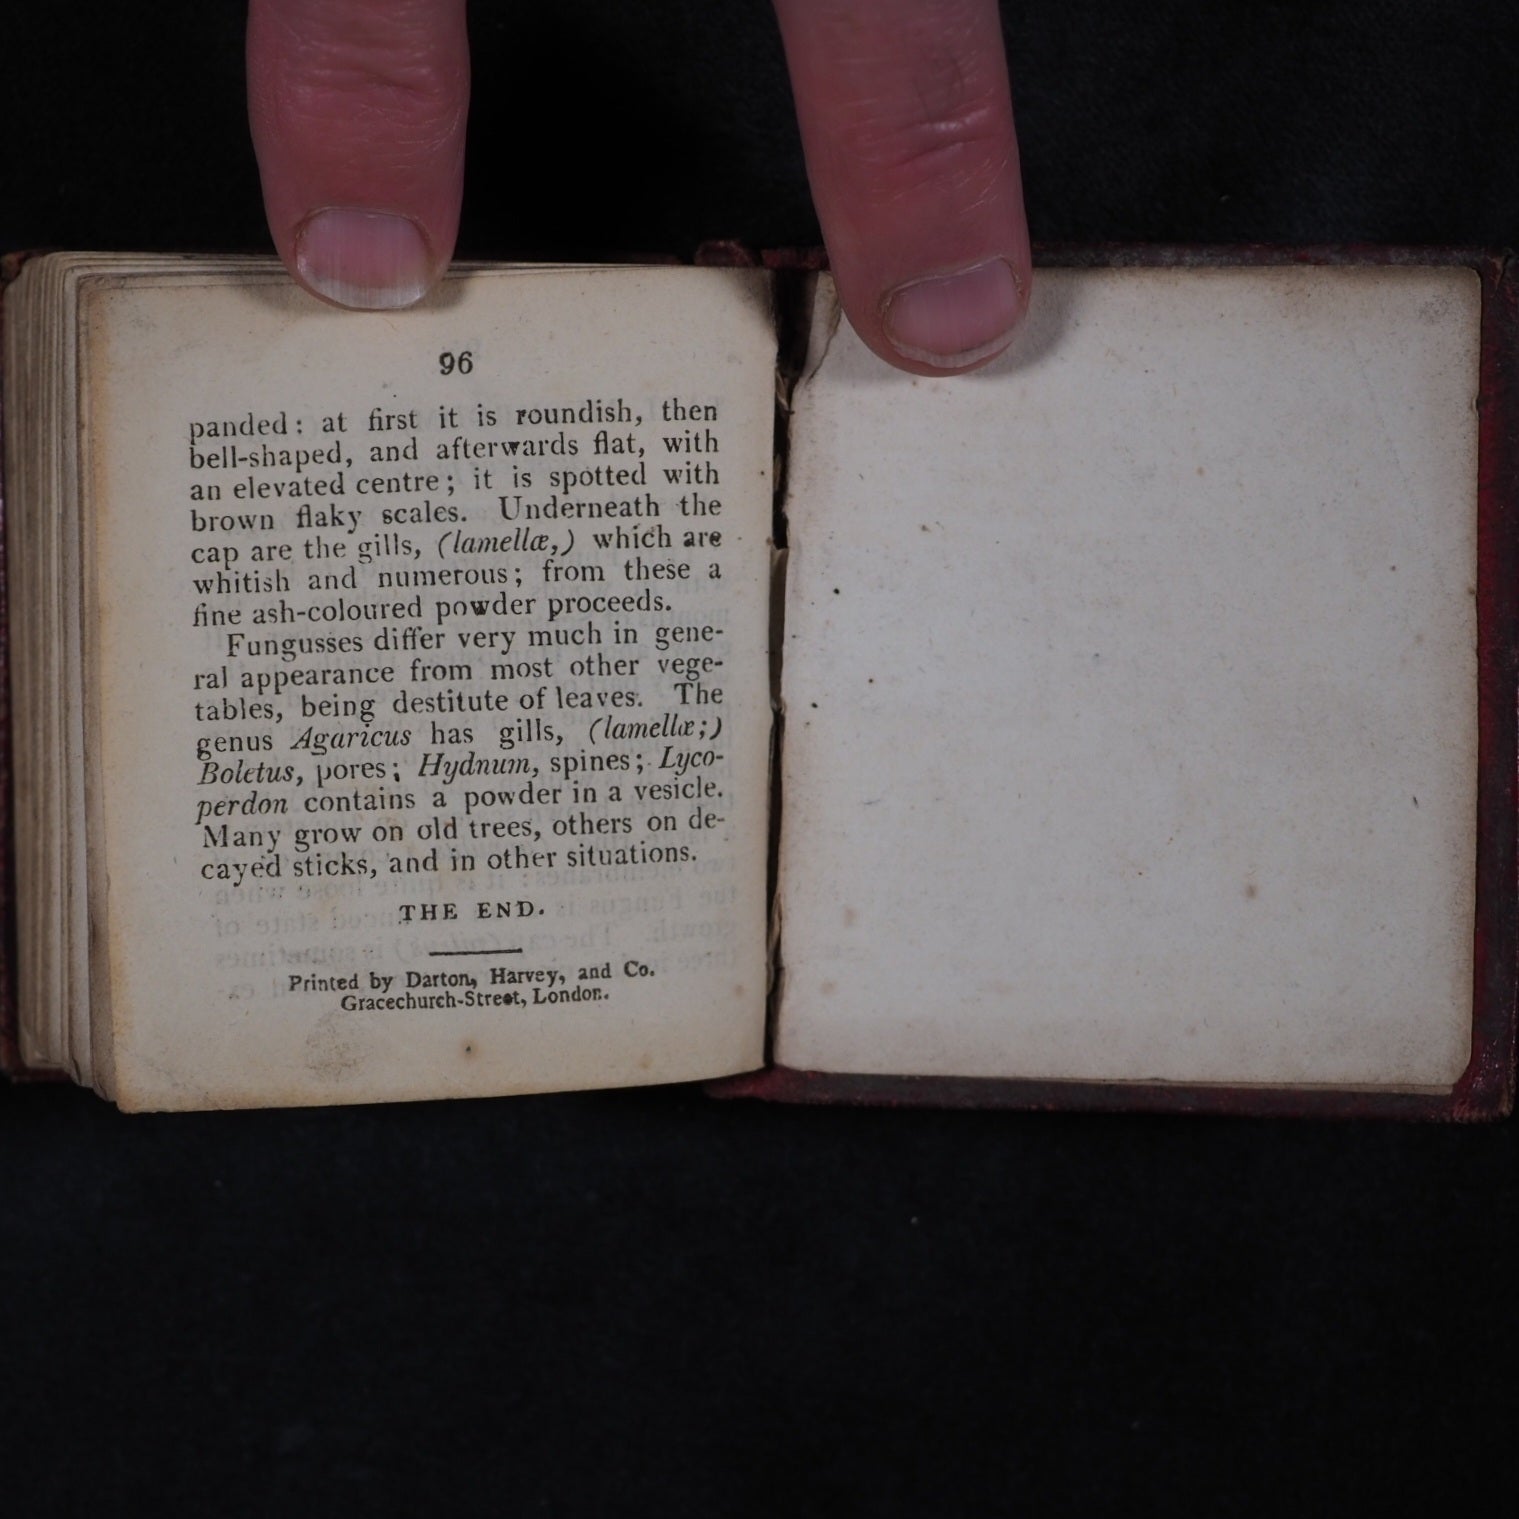 96
panded: at first it is roundish, then
bell-shaped, and afterwards flat, with
an elevated centre; it is spotted with
brown flaky scales. Underneath the
cap are the gills, (lamellæ,) which are
whitish and numerous; from these a
fine ash-coloured powder proceeds.
Fungusses differ very much in gene-
ral appearance from most other vege-
tables, being destitute of leaves. The
genus Agaricus has gills, (lamellæ;)
Boletus, pores; Hydnum, spines; Lyco-
perdon contains a powder in a vesicle.
Many grow on old trees, others on de-
cayed sticks, and in other situations.
THE END.
Printed by Darton, Harvey, and Co.
Gracechurch-Street, London.